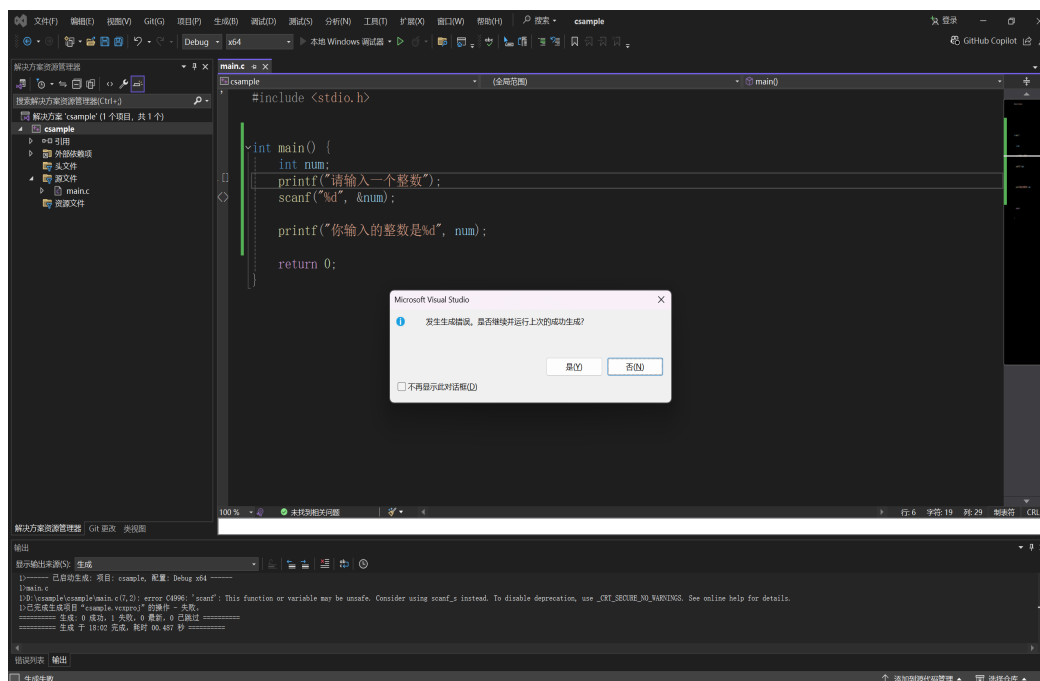 文件(F) 编辑(E) 视图(V) Git(G) 项目(P) 生成(B) 调试(D) 测试(S) 分析(N) 工具(T) 扩展(X) 窗口(W) 帮助(H) 搜索 csample 登录
Debug x64 本地 Windows 调试器 GitHub Copilot
解决方案资源管理器 main.c
csample (全局范围) main()
搜索解决方案资源管理器(Ctrl+;)
解决方案 'csample' (1 个项目, 共 1 个)
csample
引用
外部依赖项
头文件
源文件
main.c
资源文件
#include <stdio.h>
int main() {
int num;
printf("请输入一个整数");
scanf("%d", &num);
printf("你输入的整数是%d", num);
return 0;
}
Microsoft Visual Studio
发生生成错误。是否继续并运行上次的成功生成?
是(Y) 否(N)
不再显示此对话框(D)
100 % 未找到相关问题 行: 6 字符: 19 列: 29 制表符 CRL
解决方案资源管理器 Git 更改 类视图
输出
显示输出来源(S): 生成
1>------ 已启动生成: 项目: csample, 配置: Debug x64 ------
1>main.c
1>D:\csample\csample\main.c(7,2): error C4996: 'scanf': This function or variable may be unsafe. Consider using scanf_s instead. To disable deprecation, use _CRT_SECURE_NO_WARNINGS. See online help for details.
1>已完成生成项目“csample.vcxproj”的操作 - 失败。
========== 生成: 0 成功，1 失败，0 最新，0 已跳过 ==========
========== 生成 于 18:02 完成，耗时 00.487 秒 ==========
错误列表 输出
生成失败 添加到源代码管理 选择仓库